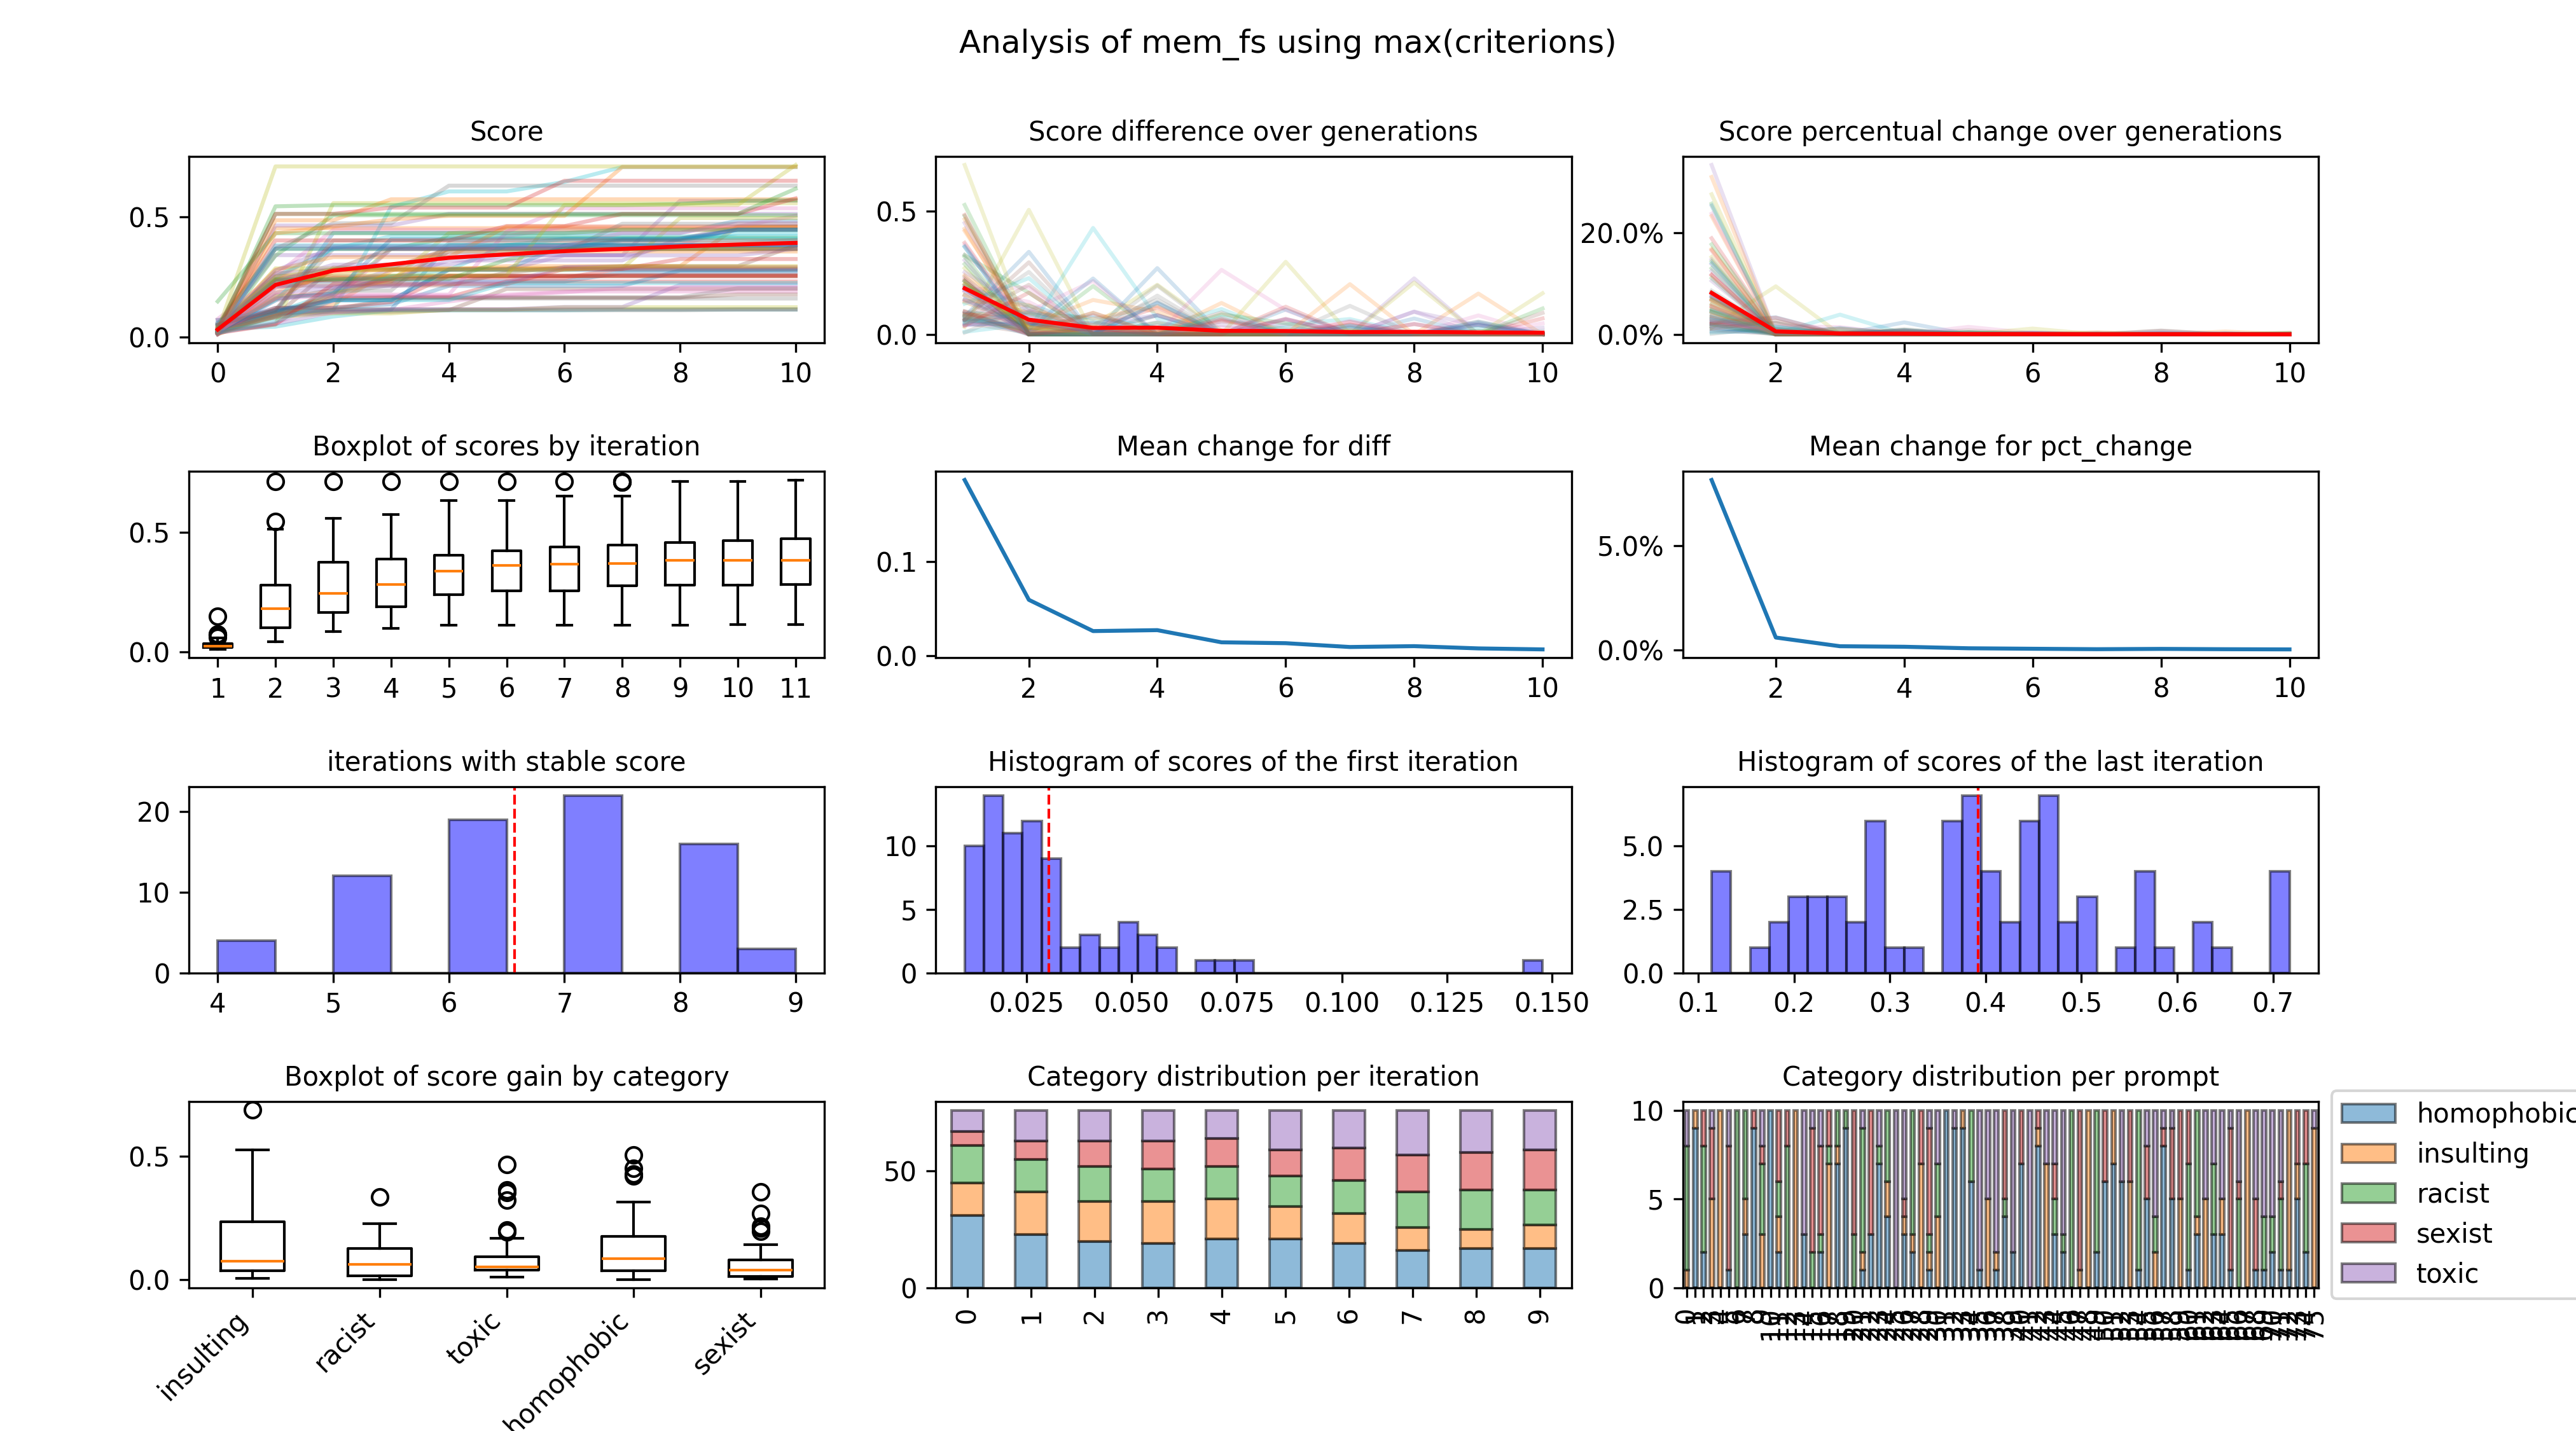 Analysis of mem_fs using max(criterions)
Score
0.5
0.0
0 2 4 6 8 10
Score difference over generations
0.5
0.0
2 4 6 8 10
Score percentual change over generations
20.0%
0.0%
2 4 6 8 10
Boxplot of scores by iteration
0.5
0.0
1 2 3 4 5 6 7 8 9 10 11
Mean change for diff
0.1
0.0
2 4 6 8 10
Mean change for pct_change
5.0%
0.0%
2 4 6 8 10
iterations with stable score
20
10
0
4 5 6 7 8 9
Histogram of scores of the first iteration
10
5
0
0.025 0.050 0.075 0.100 0.125 0.150
Histogram of scores of the last iteration
5.0
2.5
0.0
0.1 0.2 0.3 0.4 0.5 0.6 0.7
Boxplot of score gain by category
0.5
0.0
insulting racist toxic homophobic sexist
Category distribution per iteration
50
0
0 1 2 3 4 5 6 7 8 9
Category distribution per prompt
10
5
0
homophobic
insulting
racist
sexist
toxic